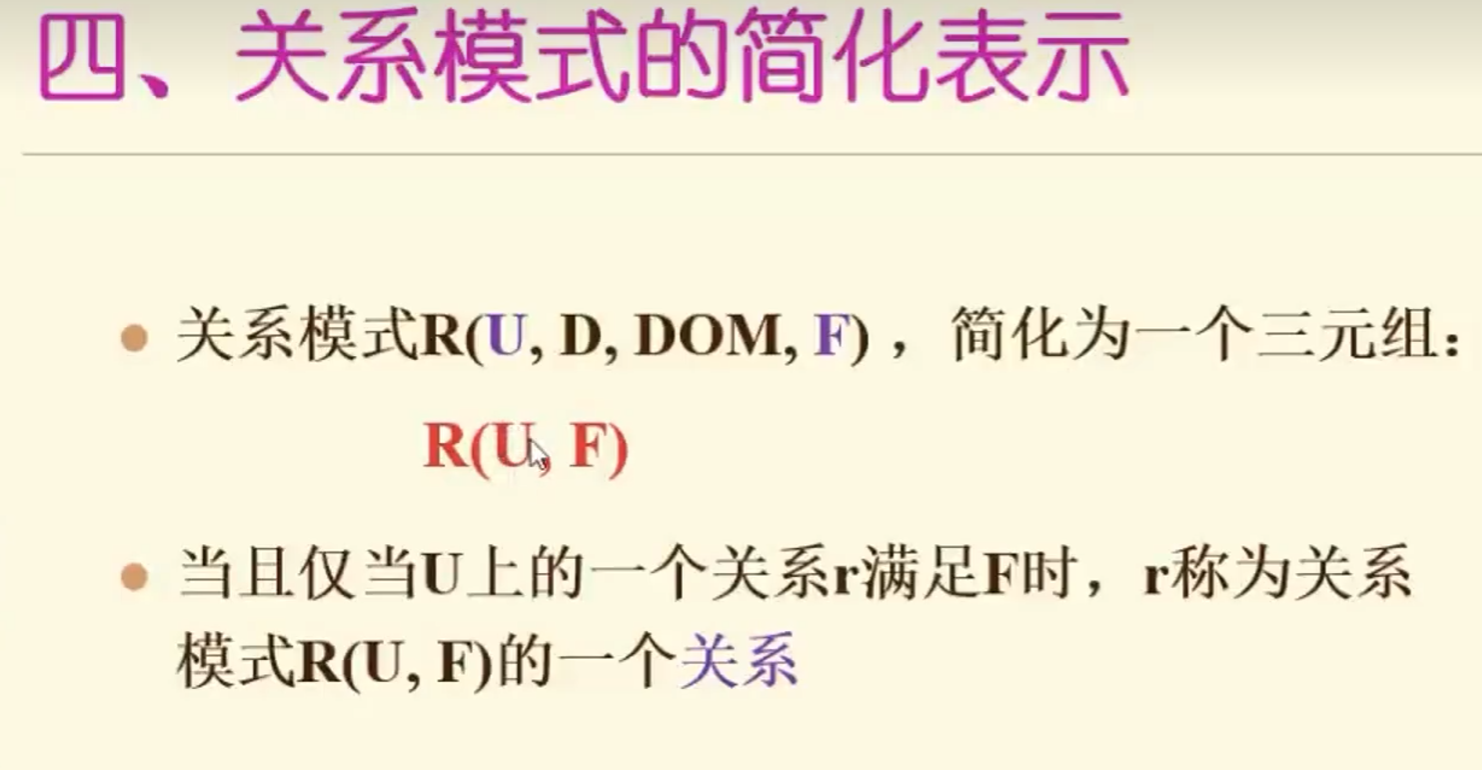 四、关系模式的简化表示
关系模式R(U, D, DOM, F) ，简化为一个三元组：
R(U, F)
当且仅当U上的一个关系r满足F时，r称为关系
模式R(U, F)的一个关系